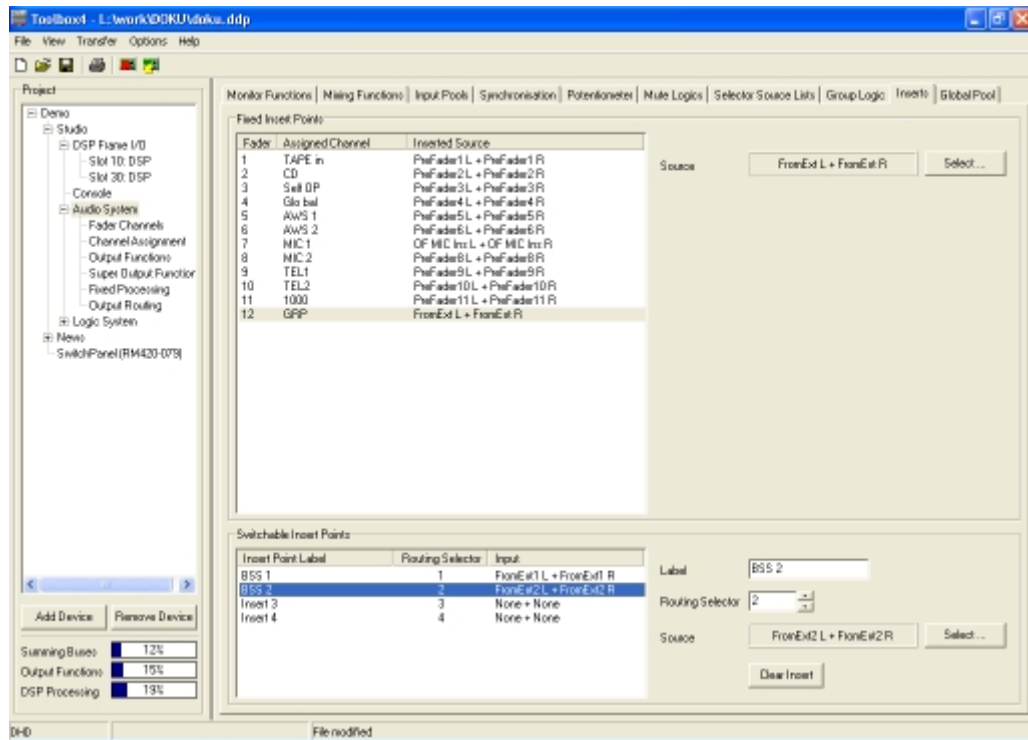 Toolbox4 - L:\work\DOKU\doku.ddp
File View Transfer Options Help
Project
Demo
Studio
DSP Frame I/O
Slot 10: DSP
Slot 30: DSP
Console
Audio System
Fader Channels
Channel Assignment
Output Functions
Super Output Function
Fixed Processing
Output Routing
Logic System
News
SwitchPanel (RM420-079)
Add Device Remove Device
Summing Buses 12%
Output Functions 15%
DSP Processing 19%
Monitor Functions Mixing Functions Input Pools Synchronisation Potentiometer Mute Logics Selector Source Lists Group Logic Inserts Global Pool
Fixed Insert Points
Fader Assigned Channel Inserted Source
1 TAPE in PreFader1 L + PreFader1 R
2 CD PreFader2 L + PreFader2 R
3 Self OP PreFader3 L + PreFader3 R
4 Global PreFader4 L + PreFader4 R
5 AWS 1 PreFader5 L + PreFader5 R
6 AWS 2 PreFader6 L + PreFader6 R
7 MIC 1 OF MIC Ins L + OF MIC Ins R
8 MIC 2 PreFader8 L + PreFader8 R
9 TEL1 PreFader9 L + PreFader9 R
10 TEL2 PreFader10 L + PreFader10 R
11 1000 PreFader11 L + PreFader11 R
12 GRP FromExt L + FromExt R
Source FromExt L + FromExt R Select...
Switchable Insert Points
Insert Point Label Routing Selector Input
BSS 1 1 FromExt1 L + FromExt1 R
BSS 2 2 FromExt2 L + FromExt2 R
Insert 3 3 None + None
Insert 4 4 None + None
Label BSS 2
Routing Selector 2
Source FromExt2 L + FromExt2 R Select...
Clear Insert
DHD File modified